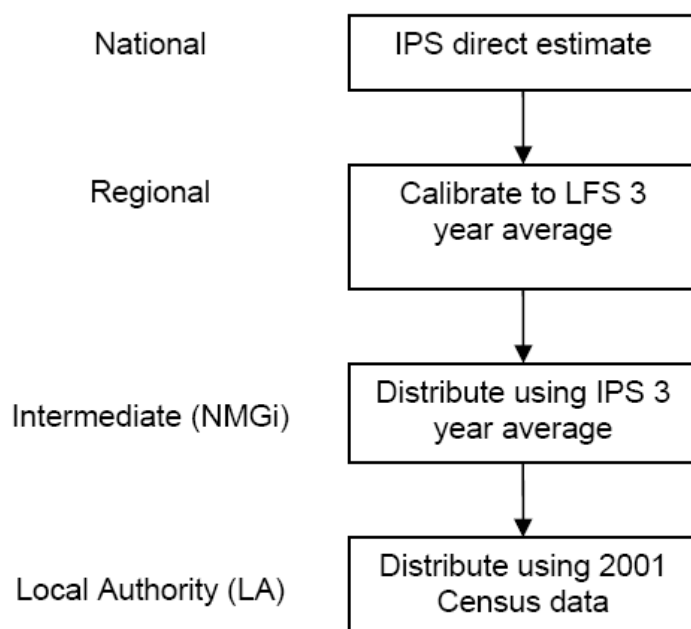 National
IPS direct estimate
Regional
Calibrate to LFS 3
year average
Intermediate (NMGi)
Distribute using IPS 3
year average
Local Authority (LA)
Distribute using 2001
Census data